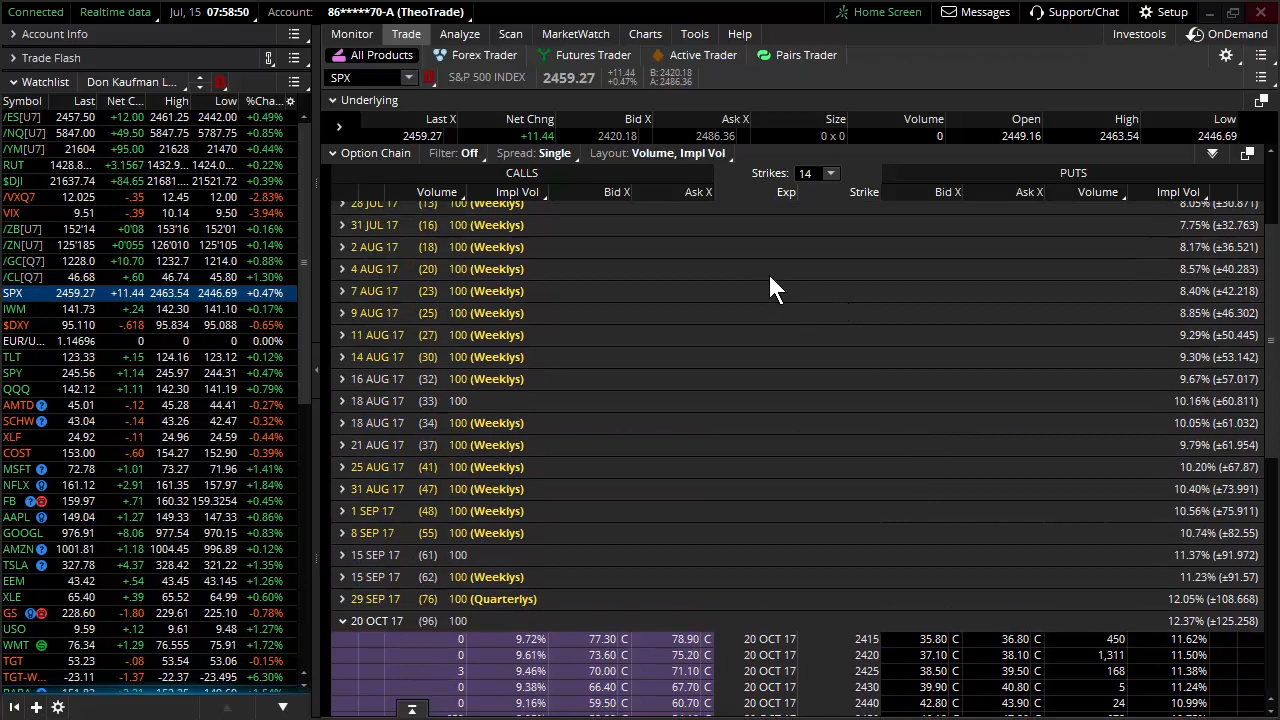 Connected Realtime data Jul, 15 07:58:50 Account: 86****70-A (TheoTrade) Home Screen Messages Support/Chat Setup
Account Info Monitor Trade Analyze Scan MarketWatch Charts Tools Help Investools OnDemand
Trade Flash All Products Forex Trader Futures Trader Active Trader Pairs Trader
Watchlist Don Kaufman L... SPX S&P 500 INDEX 2459.27 +11.44 +0.47% B: 2420.18 A: 2486.36
Symbol Last Net C... High Low %Cha...
/ES[U7] 2457.50 +12.00 2461.25 2442.00 +0.49%
/NQ[U7] 5847.00 +49.50 5847.75 5787.75 +0.85%
/YM[U7] 21604 +95.00 21628 21476 +0.44%
RUT 1428.8... +3.1567 1432.9... 1424.0... +0.22%
$DJI 21637.74 +84.65 21681.... 21521.... +0.39%
/VXQ7 12.025 -.35 12.45 12.00 -2.83%
VIX 9.51 -.39 10.14 9.50 -3.94%
/ZB[U7] 152'14 +0'08 153'16 152'01 +0.16%
/ZN[U7] 125'185 +0'055 126'010 125'105 +0.14%
/GC[Q7] 1228.0 +10.70 1232.7 1214.0 +0.88%
/CL[Q7] 46.68 +.60 46.74 45.80 +1.30%
SPX 2459.27 +11.44 2463.54 2446.69 +0.47%
IWM 141.73 +.24 142.30 141.10 +0.17%
$DXY 95.110 -.618 95.834 95.088 -0.65%
EUR/U... 1.14696 0 0 0 0.00%
TLT 123.33 +.15 124.16 123.12 +0.12%
SPY 245.56 +1.14 245.97 244.31 +0.47%
QQQ 142.12 +1.11 142.30 141.19 +0.79%
AMTD 45.01 -.12 45.28 44.41 -0.27%
SCHW 43.04 -.14 43.26 42.47 -0.32%
XLF 24.92 -.11 24.96 24.59 -0.44%
COST 153.00 -.60 154.27 152.90 -0.39%
MSFT 72.78 +1.01 73.27 71.96 +1.41%
NFLX 161.12 +2.91 161.35 157.97 +1.84%
FB 159.97 +.71 160.32 159.3254 +0.45%
AAPL 149.04 +1.27 149.33 147.33 +0.86%
GOOGL 976.91 +8.06 977.54 970.15 +0.83%
AMZN 1001.81 +1.18 1004.45 996.89 +0.12%
TSLA 327.78 +4.37 328.42 321.22 +1.35%
EEM 43.42 +.54 43.45 43.145 +1.26%
XLE 65.40 +.39 65.52 64.99 +0.60%
GS 228.60 -1.80 229.61 225.10 -0.78%
USO 9.59 +.12 9.61 9.48 +1.27%
WMT 76.34 +1.29 76.47 75.91 +1.72%
TGT 53.23 -.08 53.54 53.06 -0.15%
TGT-W... -23.11 -1.37 -22.37 -23.495 +6.30%
Underlying
Last X Net Chng Bid X Ask X Size Volume Open High Low
2459.27 +11.44 2420.18 2486.36 0 x 0 0 2449.16 2463.54 2446.69
Option Chain Filter: Off Spread: Single Layout: Volume, Impl Vol
CALLS Strikes: 14 PUTS
Volume Impl Vol Bid X Ask X Exp Strike Bid X Ask X Volume Impl Vol
28 JUL 17 (13) 100 (Weeklys) 8.05% (±30.871)
31 JUL 17 (16) 100 (Weeklys) 7.75% (±32.763)
2 AUG 17 (18) 100 (Weeklys) 8.17% (±36.521)
4 AUG 17 (20) 100 (Weeklys) 8.57% (±40.283)
7 AUG 17 (23) 100 (Weeklys) 8.40% (±42.218)
9 AUG 17 (25) 100 (Weeklys) 8.85% (±46.302)
11 AUG 17 (27) 100 (Weeklys) 9.29% (±50.445)
14 AUG 17 (30) 100 (Weeklys) 9.30% (±53.142)
16 AUG 17 (32) 100 (Weeklys) 9.67% (±57.017)
18 AUG 17 (33) 100 10.16% (±60.811)
18 AUG 17 (34) 100 (Weeklys) 10.05% (±61.032)
21 AUG 17 (37) 100 (Weeklys) 9.79% (±61.954)
25 AUG 17 (41) 100 (Weeklys) 10.20% (±67.87)
31 AUG 17 (47) 100 (Weeklys) 10.40% (±73.991)
1 SEP 17 (48) 100 (Weeklys) 10.56% (±75.911)
8 SEP 17 (55) 100 (Weeklys) 10.74% (±82.55)
15 SEP 17 (61) 100 11.37% (±91.972)
15 SEP 17 (62) 100 (Weeklys) 11.23% (±91.57)
29 SEP 17 (76) 100 (Quarterlys) 12.05% (±108.668)
20 OCT 17 (96) 100 12.37% (±125.258)
0 9.72% 77.30 C 78.90 C 20 OCT 17 2415 35.80 C 36.80 C 450 11.62%
0 9.61% 73.60 C 75.20 C 20 OCT 17 2420 37.10 C 38.10 C 1,311 11.50%
3 9.46% 70.00 C 71.10 C 20 OCT 17 2425 38.50 C 39.50 C 168 11.38%
0 9.38% 66.40 C 67.70 C 20 OCT 17 2430 39.90 C 40.80 C 5 11.24%
0 9.16% 59.50 C 60.70 C 20 OCT 17 2440 42.90 C 43.80 C 24 10.99%